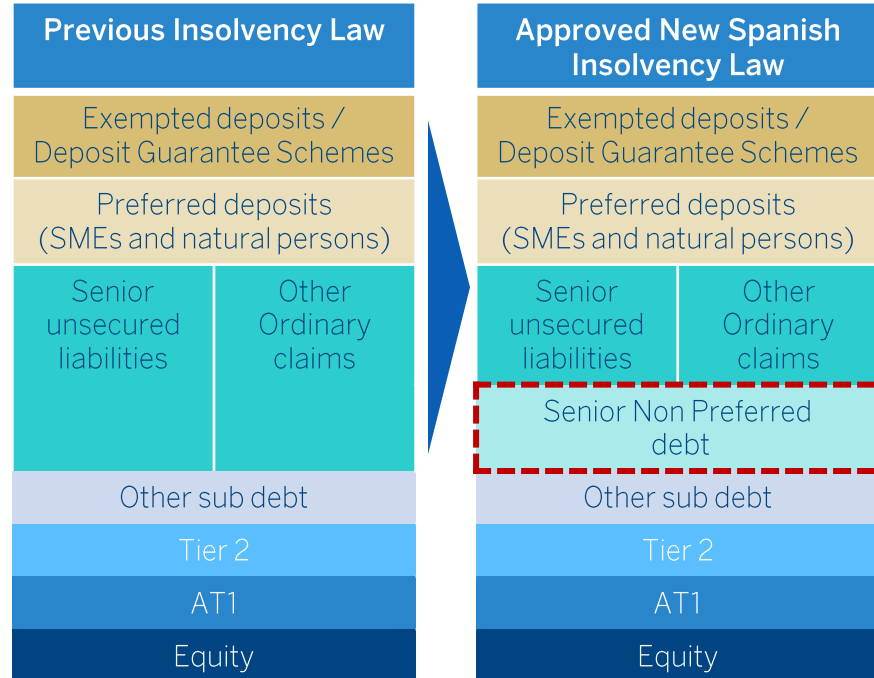 Previous Insolvency Law
Exempted deposits /
Deposit Guarantee Schemes
Preferred deposits
(SMEs and natural persons)
Senior
unsecured
liabilities
Other
Ordinary
claims
Other sub debt
Tier 2
AT1
Equity
Approved New Spanish
Insolvency Law
Exempted deposits /
Deposit Guarantee Schemes
Preferred deposits
(SMEs and natural persons)
Senior
unsecured
liabilities
Other
Ordinary
claims
Senior Non Preferred
debt
Other sub debt
Tier 2
AT1
Equity